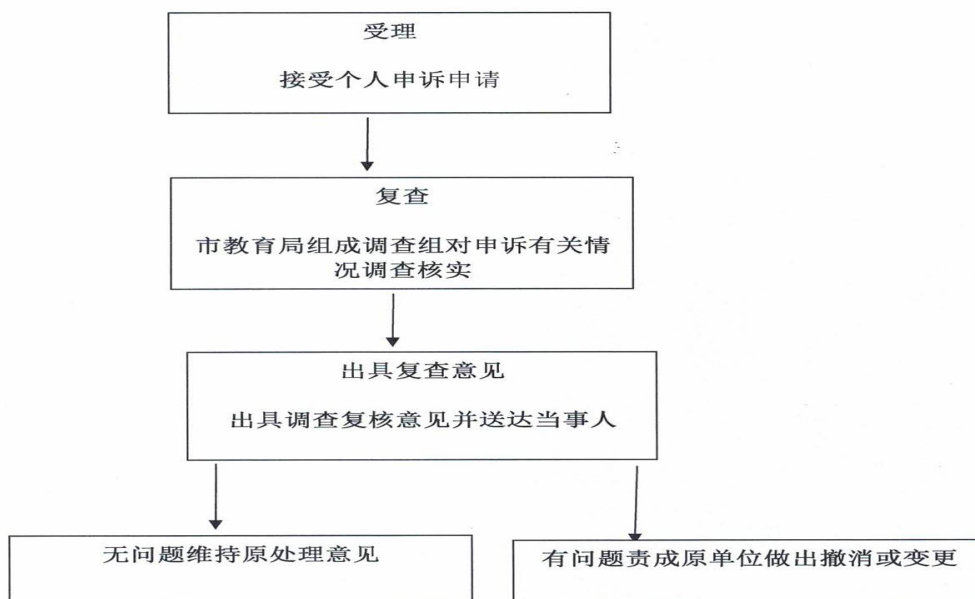 受理
接受个人申诉申请
复查
市教育局组成调查组对申诉有关情
况调查核实
出具复查意见
出具调查复核意见并送达当事人
无问题维持原处理意见
有问题责成原单位做出撤消或变更